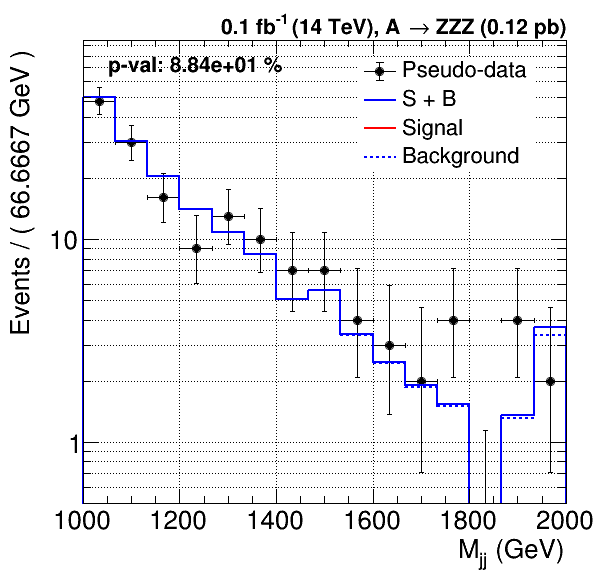 0.1 fb⁻¹ (14 TeV), A → ZZZ (0.12 pb)
p-val: 8.84e+01 %
Pseudo-data
S + B
Signal
Background
Events / ( 66.6667 GeV )
10
1
1000 1200 1400 1600 1800 2000
Mjj (GeV)